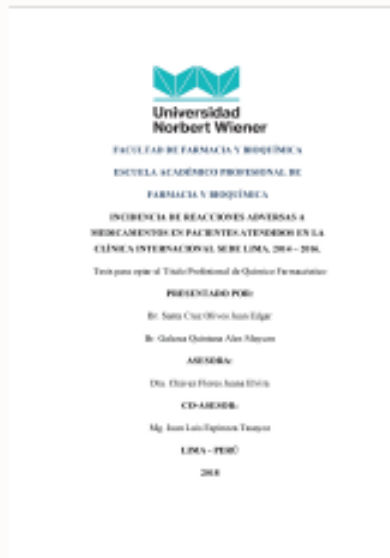 Universidad
Norbert Wiener
FACULTAD DE FARMACIA Y BIOQUÍMICA
ESCUELA ACADÉMICO PROFESIONAL DE
FARMACIA Y BIOQUÍMICA
INCIDENCIA DE REACCIONES ADVERSAS A
MEDICAMENTOS EN PACIENTES ATENDIDOS EN LA
CLÍNICA INTERNACIONAL SEDE LIMA, 2014 – 2016.
Tesis para optar el Título Profesional de Químico Farmacéutico
PRESENTADO POR:
Br. Santa Cruz Olivos Juan Edgar
Br. Quintana Alex
ASESORA:
Dra. Chávez Flores Juana Elvira
CO-ASESOR:
Mg. Juan Luis Espinoza
LIMA – PERÚ
2018